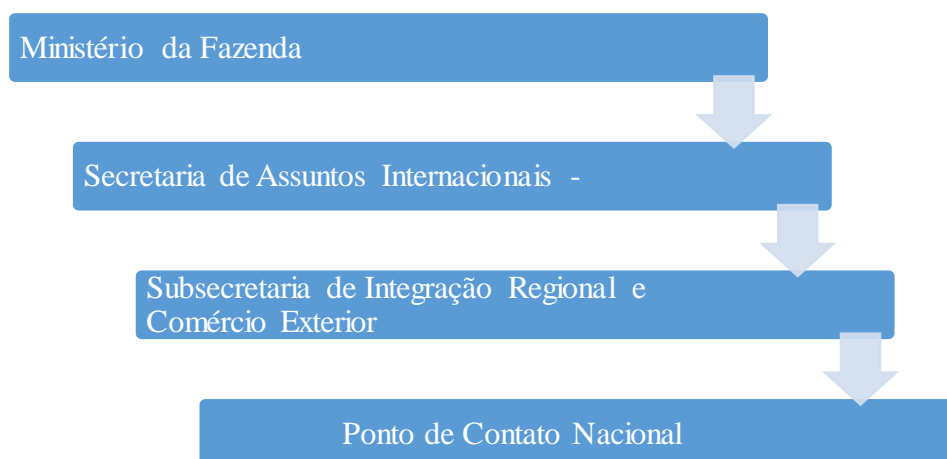 Ministério da Fazenda
Secretaria de Assuntos Internacionais -
Subsecretaria de Integração Regional e
Comércio Exterior
Ponto de Contato Nacional